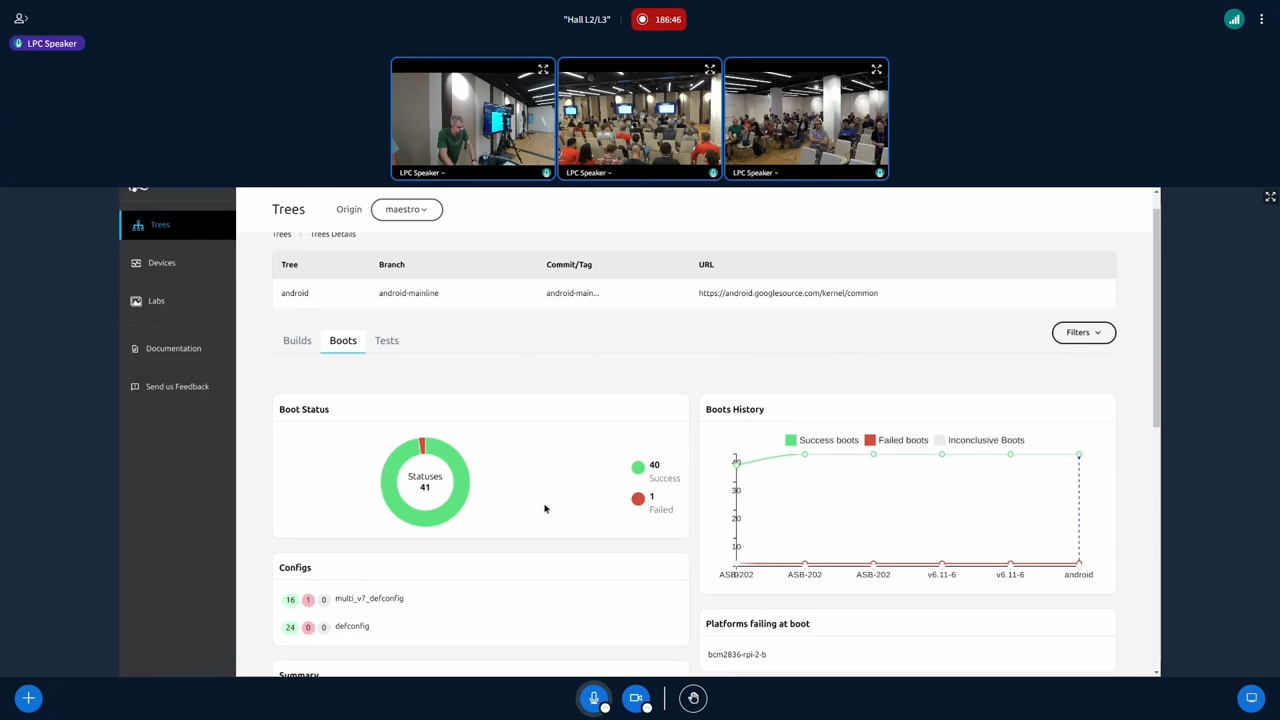 "Hall L2/L3"
186:46
LPC Speaker
LPC Speaker
LPC Speaker
LPC Speaker
Trees
Origin
maestro
Trees
Devices
Labs
Documentation
Send us Feedback
Trees > Trees Details
Tree Branch Commit/Tag URL
android android-mainline android-main... https://android.googlesource.com/kernel/common
Builds Boots Tests
Filters
Boot Status
Statuses
41
40
Success
1
Failed
Boots History
Success boots Failed boots Inconclusive Boots
30
20
10
ASB-202 ASB-202 v6.11-6 v6.11-6 android
Configs
16 1 0 multi_v7_defconfig
24 0 0 defconfig
Platforms failing at boot
bcm2836-rpi-2-b
Summary